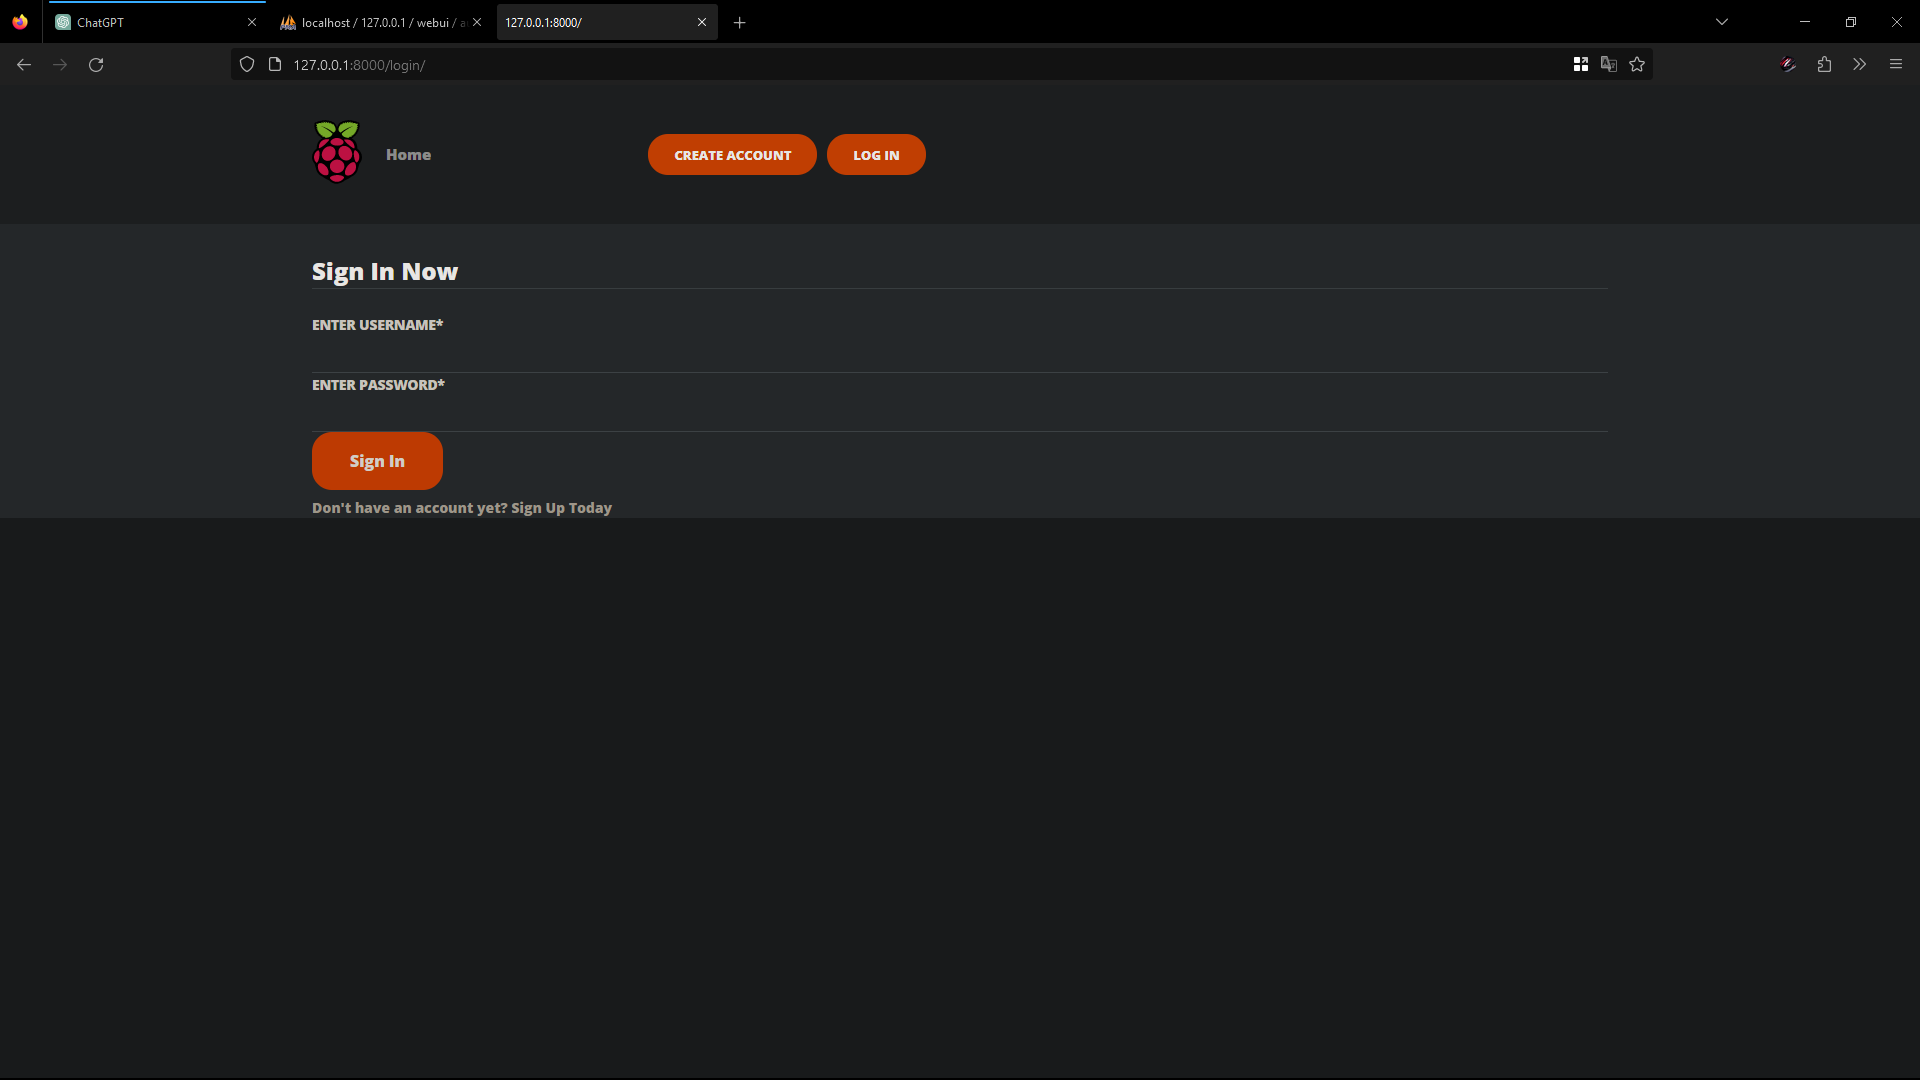 ChatGPT
localhost / 127.0.0.1 / webui /
127.0.0.1:8000/
127.0.0.1:8000/login/
Home
CREATE ACCOUNT
LOG IN
Sign In Now
ENTER USERNAME*
ENTER PASSWORD*
Sign In
Don't have an account yet? Sign Up Today